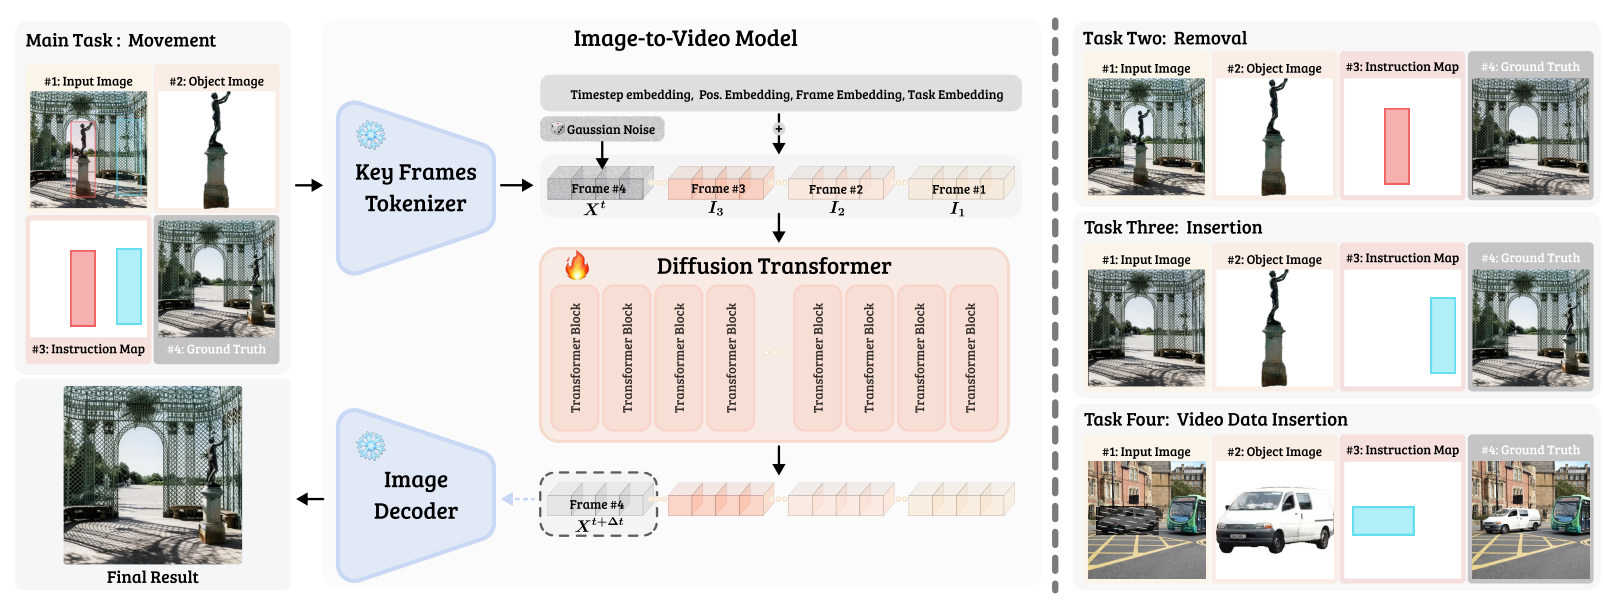 Main Task : Movement
#1: Input Image
#2: Object Image
#3: Instruction Map
#4: Ground Truth
Final Result
Image-to-Video Model
Key Frames
Tokenizer
Timestep embedding, Pos. Embedding, Frame Embedding, Task Embedding
Gaussian Noise
+
Frame #4
Frame #3
Frame #2
Frame #1
X^t
I_3
I_2
I_1
Diffusion Transformer
Transformer Block
Transformer Block
Transformer Block
Transformer Block
Transformer Block
Transformer Block
Transformer Block
Transformer Block
Image
Decoder
Frame #4
X^{t+Δt}
Task Two: Removal
#1: Input Image
#2: Object Image
#3: Instruction Map
#4: Ground Truth
Task Three: Insertion
#1: Input Image
#2: Object Image
#3: Instruction Map
#4: Ground Truth
Task Four: Video Data Insertion
#1: Input Image
#2: Object Image
#3: Instruction Map
#4: Ground Truth